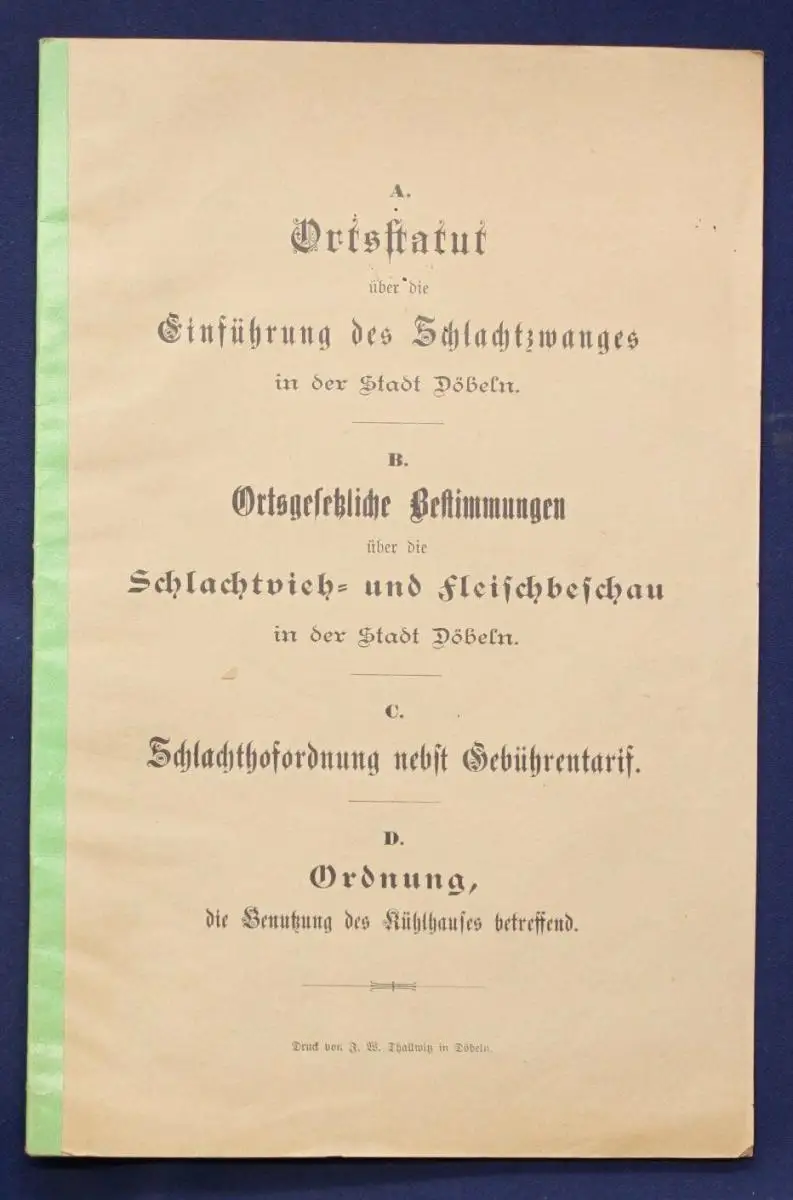 A.
Ortsstatut
über die
Einführung des Schlachtzwanges
in der Stadt Döbeln.
B.
Ortsgesetzliche Bestimmungen
über die
Schlachtvieh= und Fleischbeschau
in der Stadt Döbeln.
C.
Schlachthofordnung nebst Gebührentarif.
D.
Ordnung,
die Benutzung des Kühlhauses betreffend.
Druck von J. W. Thallwitz in Döbeln.